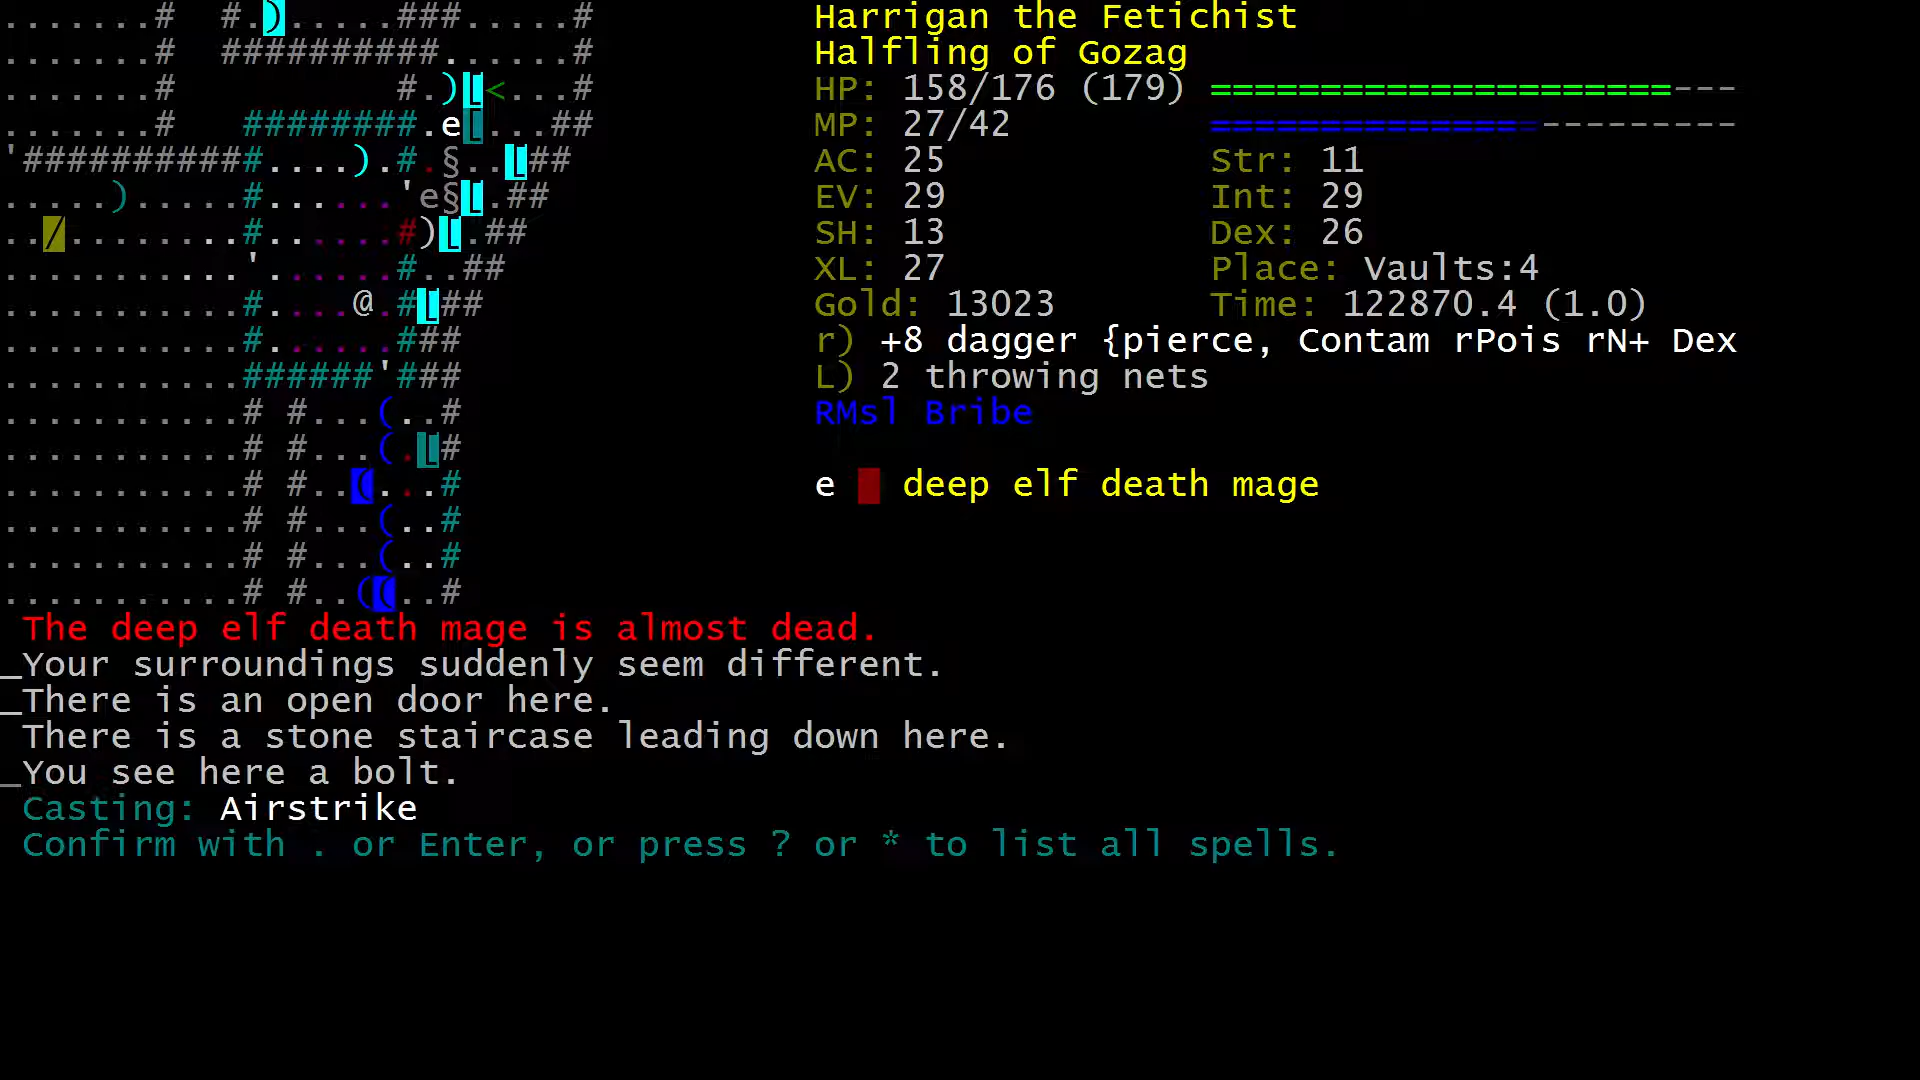 .......#  #.).....###.....#
.......#  ##########......#
.......#          #.)[<...#
.......#   ########.e[...##
'###########....).#.§..[##
.....).....#......'e§[.##
../........#......#)[.##
...........'......#..##
...........#....@.#[##
...........#......###
...........######'###
...........# #...(..#
...........# #...(.[#
...........# #..(...#
...........# #...(..#
...........# #...(..#
...........# #..((..#
Harrigan the Fetichist
Halfling of Gozag
HP: 158/176 (179) =====================---
MP: 27/42 ===============---------
AC: 25 Str: 11
EV: 29 Int: 29
SH: 13 Dex: 26
XL: 27 Place: Vaults:4
Gold: 13023 Time: 122870.4 (1.0)
r) +8 dagger {pierce, Contam rPois rN+ Dex
L) 2 throwing nets
RMsl Bribe
e deep elf death mage
The deep elf death mage is almost dead.
_Your surroundings suddenly seem different.
_There is an open door here.
There is a stone staircase leading down here.
_You see here a bolt.
Casting: Airstrike
Confirm with . or Enter, or press ? or * to list all spells.